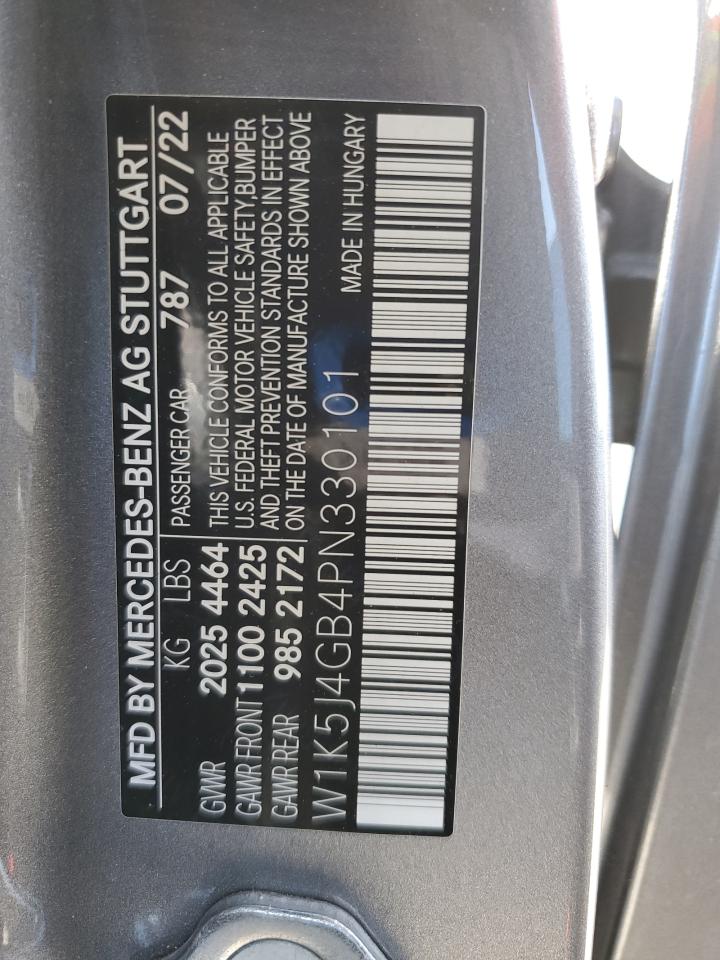 MFD BY MERCEDES-BENZ AG STUTTGART
KG LBS PASSENGER CAR 787 07/22
GVWR 2025 4464
GAWR FRONT 1100 2425
GAWR REAR 985 2172
THIS VEHICLE CONFORMS TO ALL APPLICABLE
U.S. FEDERAL MOTOR VEHICLE SAFETY,BUMPER
AND THEFT PREVENTION STANDARDS IN EFFECT
ON THE DATE OF MANUFACTURE SHOWN ABOVE
W1K5J4GB4PN330101 MADE IN HUNGARY